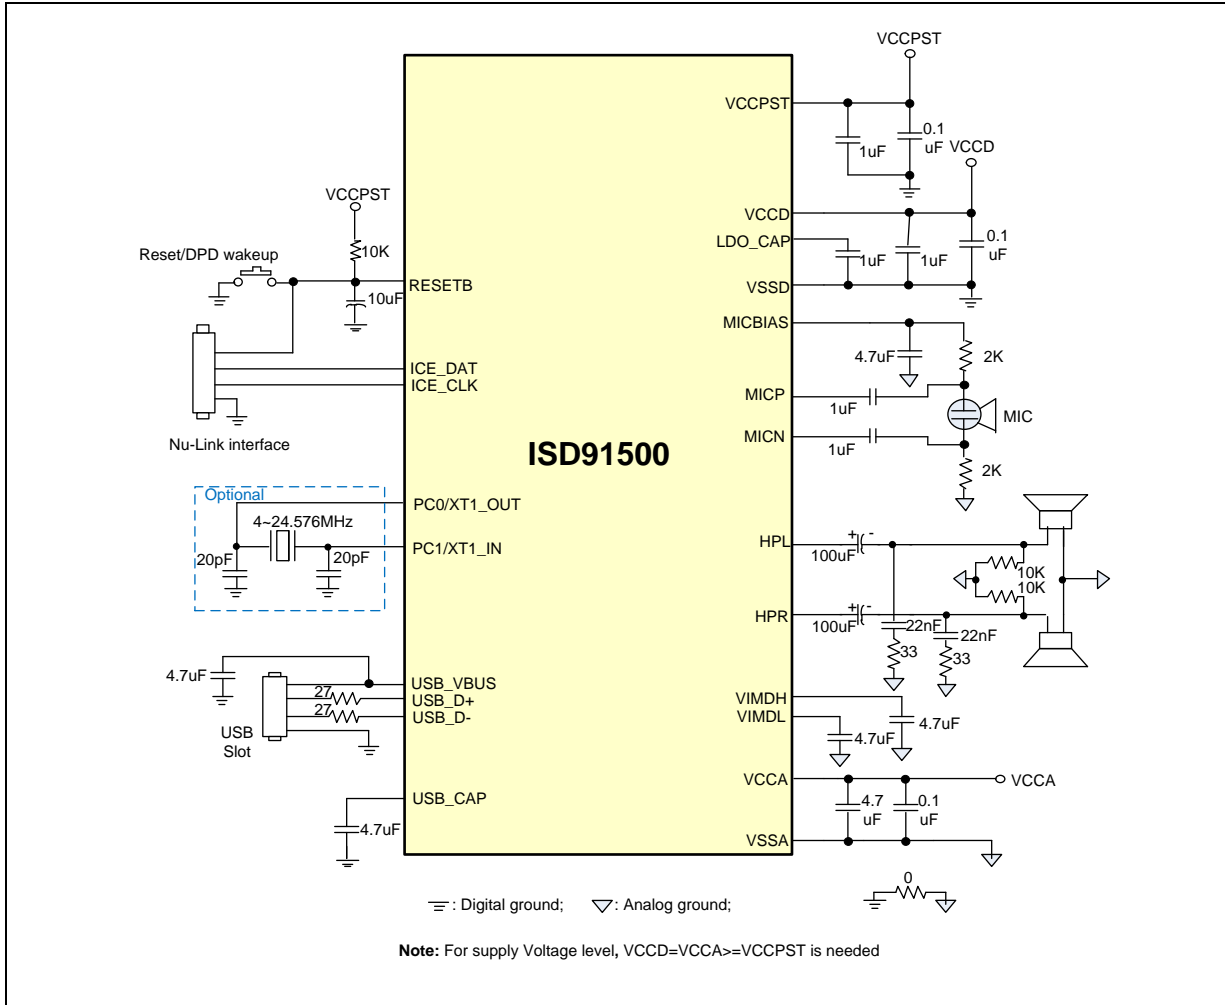 VCCPST
VCCPST
1uF
0.1
uF
VCCD
VCCD
LDO_CAP
1uF
1uF
0.1
uF
VSSD
VCCPST
10K
Reset/DPD wakeup
RESETB
10uF
ICE_DAT
ICE_CLK
Nu-Link interface
MICBIAS
4.7uF
2K
MICP
1uF
MIC
MICN
1uF
2K
ISD91500
Optional
PC0/XT1_OUT
4~24.576MHz
PC1/XT1_IN
20pF
20pF
HPL
+
-
100uF
10K
10K
HPR
+
-
100uF
22nF
33
22nF
33
4.7uF
USB_VBUS
27
USB_D+
27
USB_D-
USB
Slot
VIMDH
VIMDL
4.7uF
4.7uF
USB_CAP
4.7uF
VCCA
VCCA
4.7
uF
0.1
uF
VSSA
0
: Digital ground;
: Analog ground;
Note: For supply Voltage level, VCCD=VCCA>=VCCPST is needed